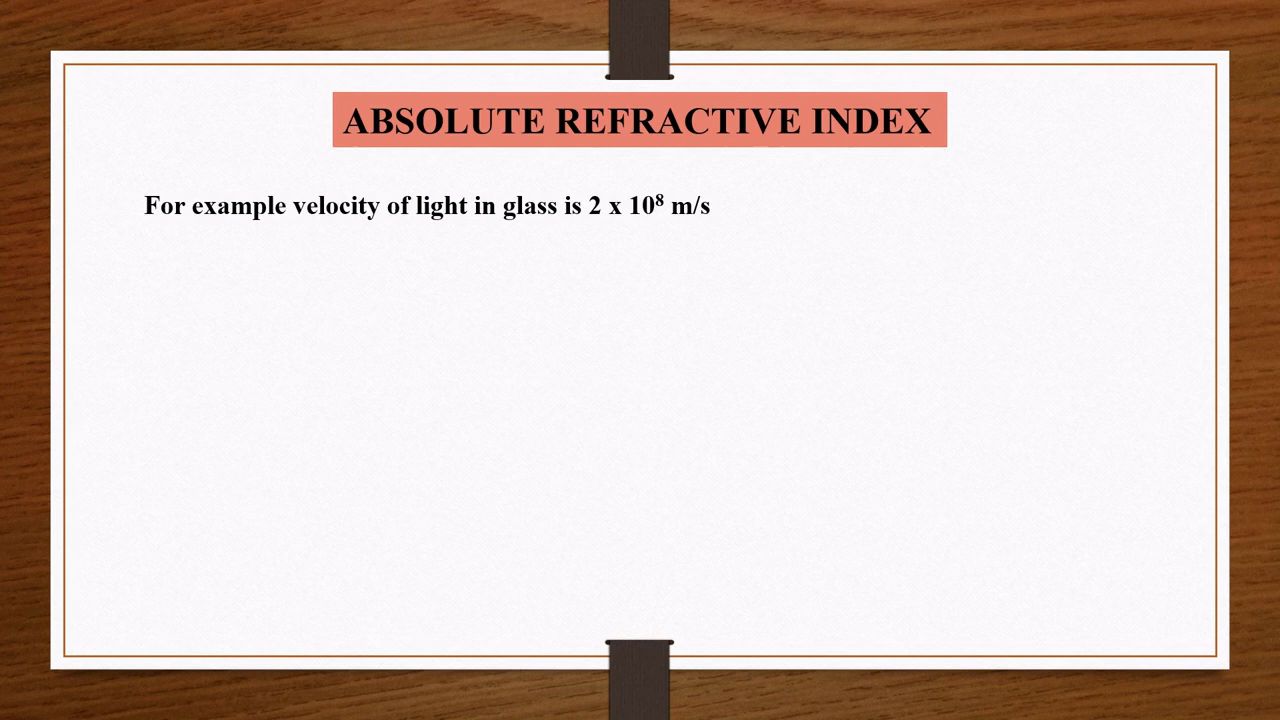 ABSOLUTE REFRACTIVE INDEX
For example velocity of light in glass is 2 x 10⁸ m/s